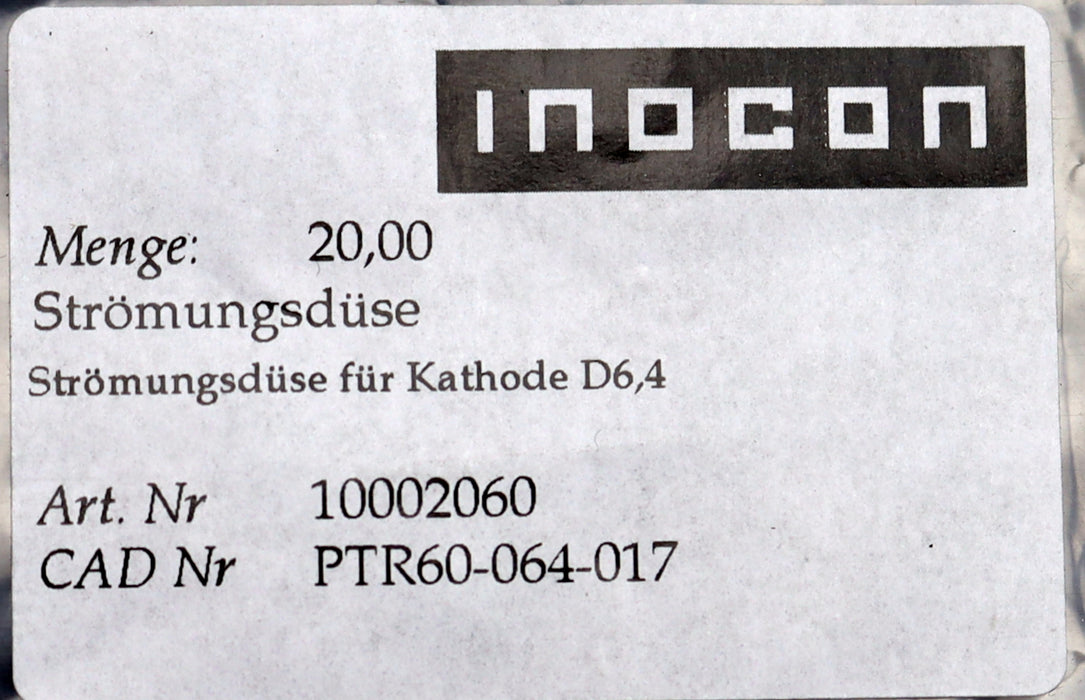 INOCON
Menge: 20,00
Strömungsdüse
Strömungsdüse für Kathode D6,4
Art. Nr 10002060
CAD Nr PTR60-064-017